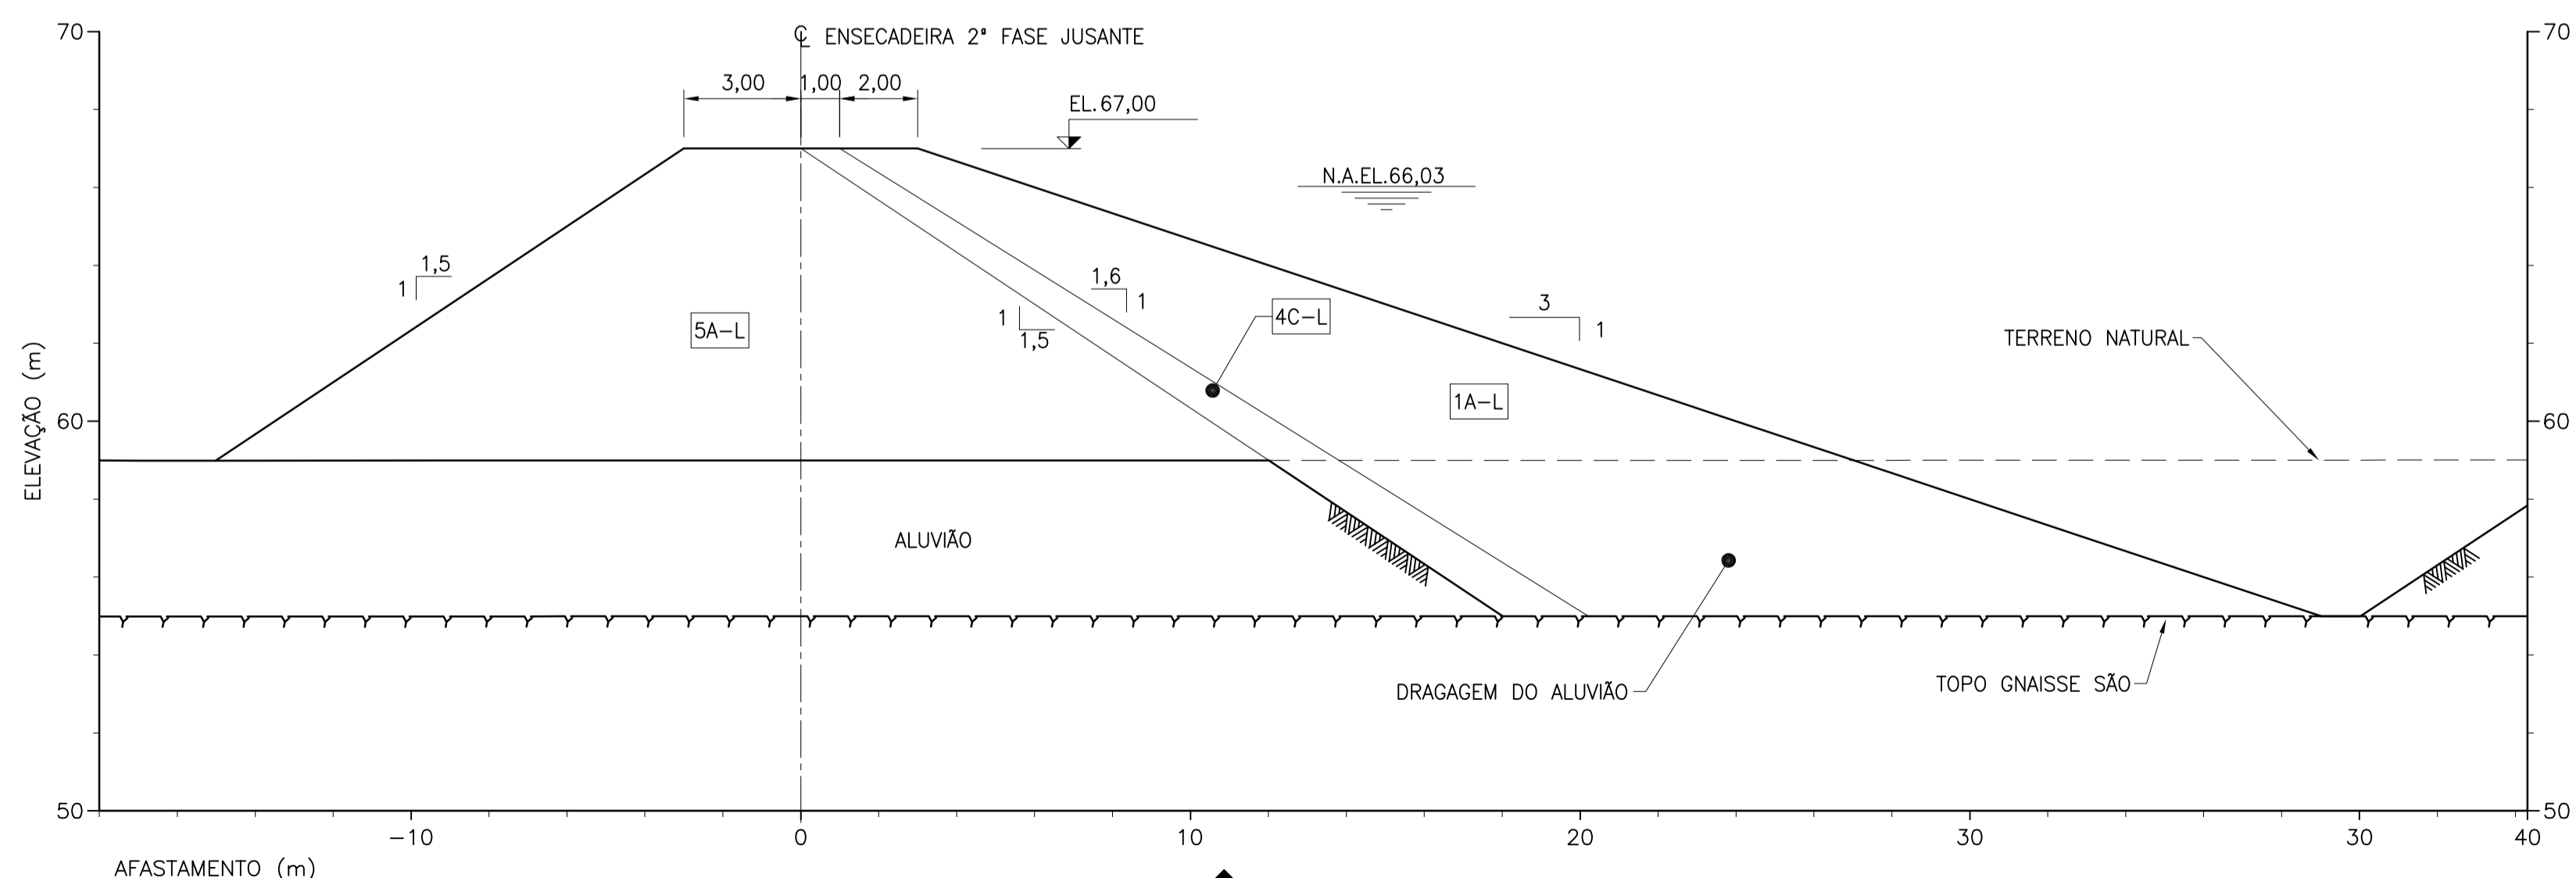 70
70
℄ ENSECADEIRA 2ª FASE JUSANTE
3,00
1,00
2,00
EL.67,00
N.A.EL.66,03
1,5
1
1,6
1
1
1,5
3
1
5A-L
4C-L
1A-L
TERRENO NATURAL
ELEVAÇÃO (m)
60
60
ALUVIÃO
DRAGAGEM DO ALUVIÃO
TOPO GNAISSE SÃO
50
50
-10
0
10
20
30
30
40
AFASTAMENTO (m)